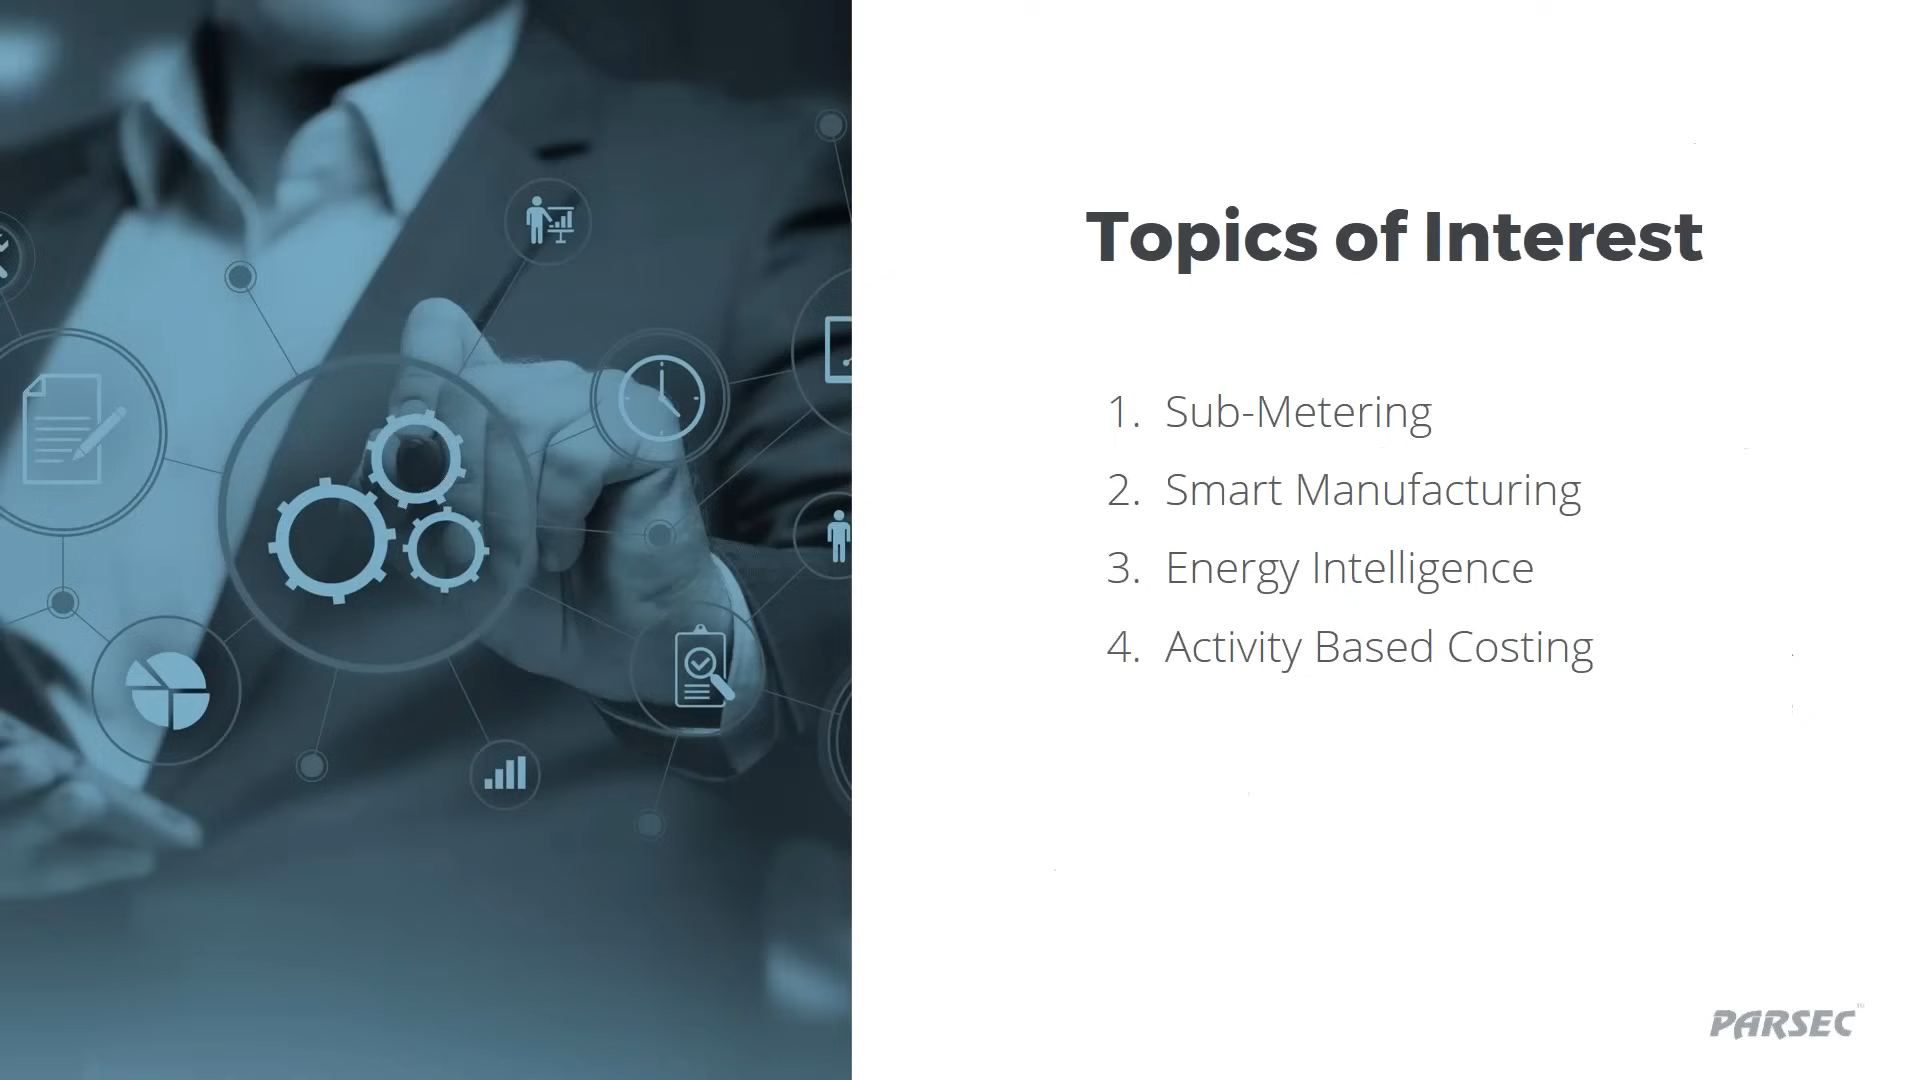 Topics of Interest
1. Sub-Metering
2. Smart Manufacturing
3. Energy Intelligence
4. Activity Based Costing
PARSEC